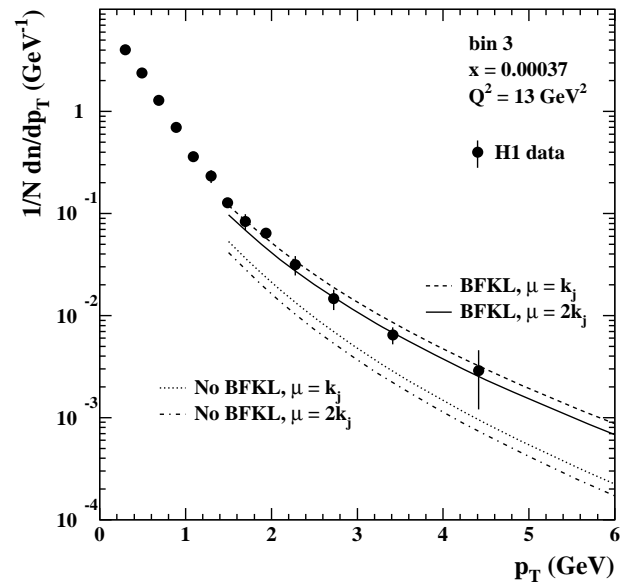 1/N dn/dp_T (GeV⁻¹)
1
10⁻¹
10⁻²
10⁻³
10⁻⁴
bin 3
x = 0.00037
Q² = 13 GeV²
H1 data
BFKL, μ = k_j
BFKL, μ = 2k_j
No BFKL, μ = k_j
No BFKL, μ = 2k_j
0 1 2 3 4 5 6
p_T (GeV)